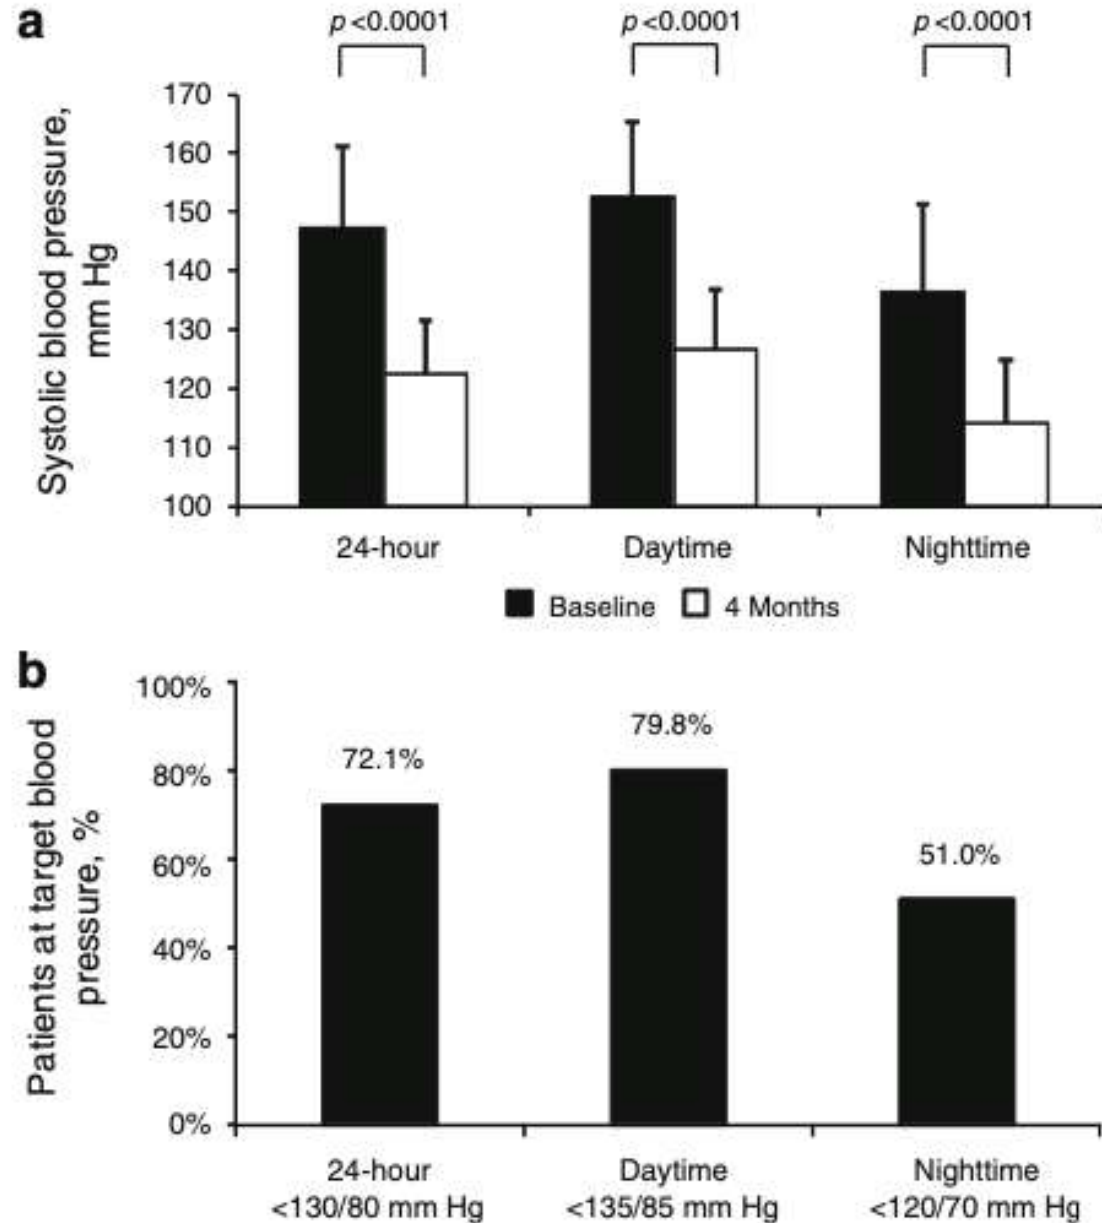 a
p<0.0001 p<0.0001 p<0.0001
Systolic blood pressure,
mm Hg
170
160
150
140
130
120
110
100
24-hour Daytime Nighttime
Baseline 4 Months
b
Patients at target blood
pressure, %
100%
80%
60%
40%
20%
0%
72.1% 79.8% 51.0%
24-hour Daytime Nighttime
<130/80 mm Hg <135/85 mm Hg <120/70 mm Hg